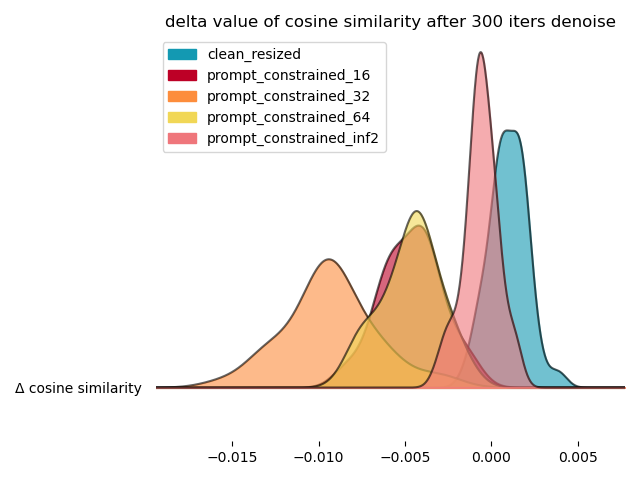 delta value of cosine similarity after 300 iters denoise
clean_resized
prompt_constrained_16
prompt_constrained_32
prompt_constrained_64
prompt_constrained_inf2
Δ cosine similarity
−0.015 −0.010 −0.005 0.000 0.005